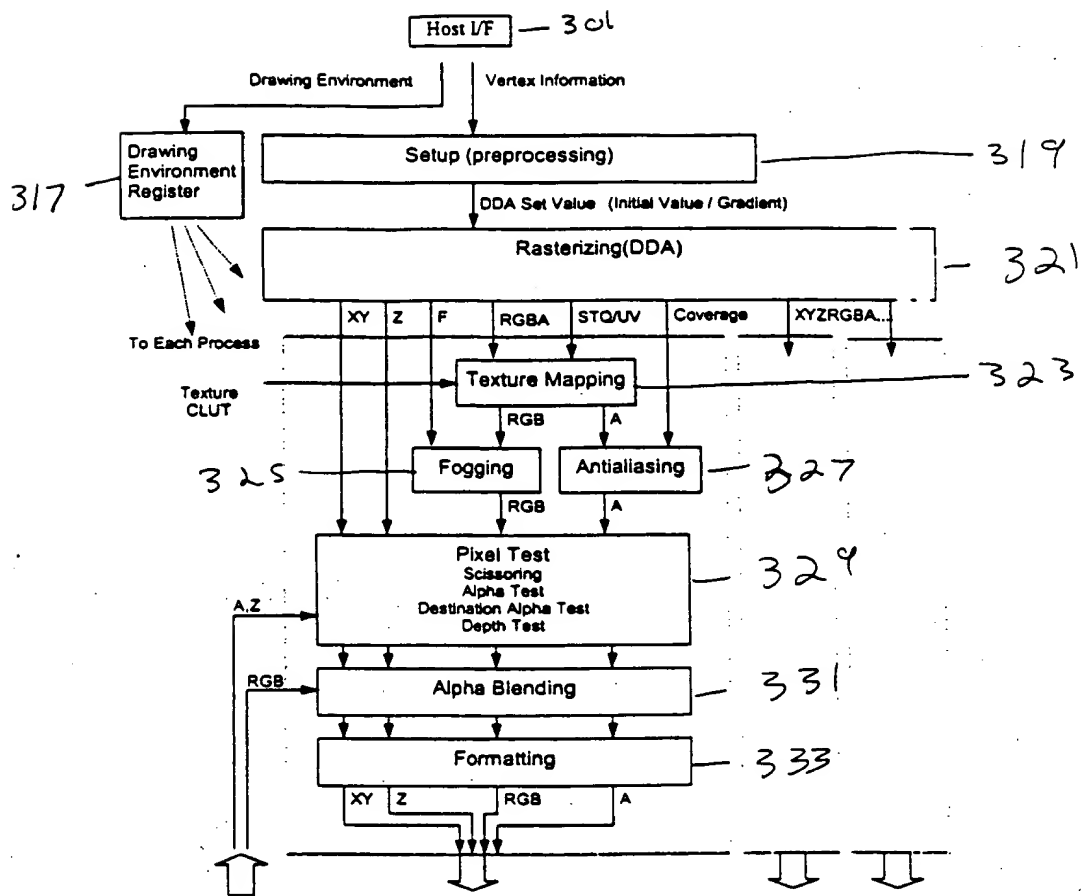 Host I/F
301
Drawing Environment
Vertex Information
Drawing
Environment
Register
317
Setup (preprocessing)
319
DDA Set Value (Initial Value / Gradient)
Rasterizing(DDA)
321
XY
Z
F
RGBA
STQ/UV
Coverage
XYZRGBA...
To Each Process
Texture
CLUT
Texture Mapping
323
RGB
A
Fogging
325
Antialiasing
327
RGB
A
Pixel Test
Scissoring
Alpha Test
Destination Alpha Test
Depth Test
329
A,Z
RGB
Alpha Blending
331
Formatting
333
XY
Z
RGB
A